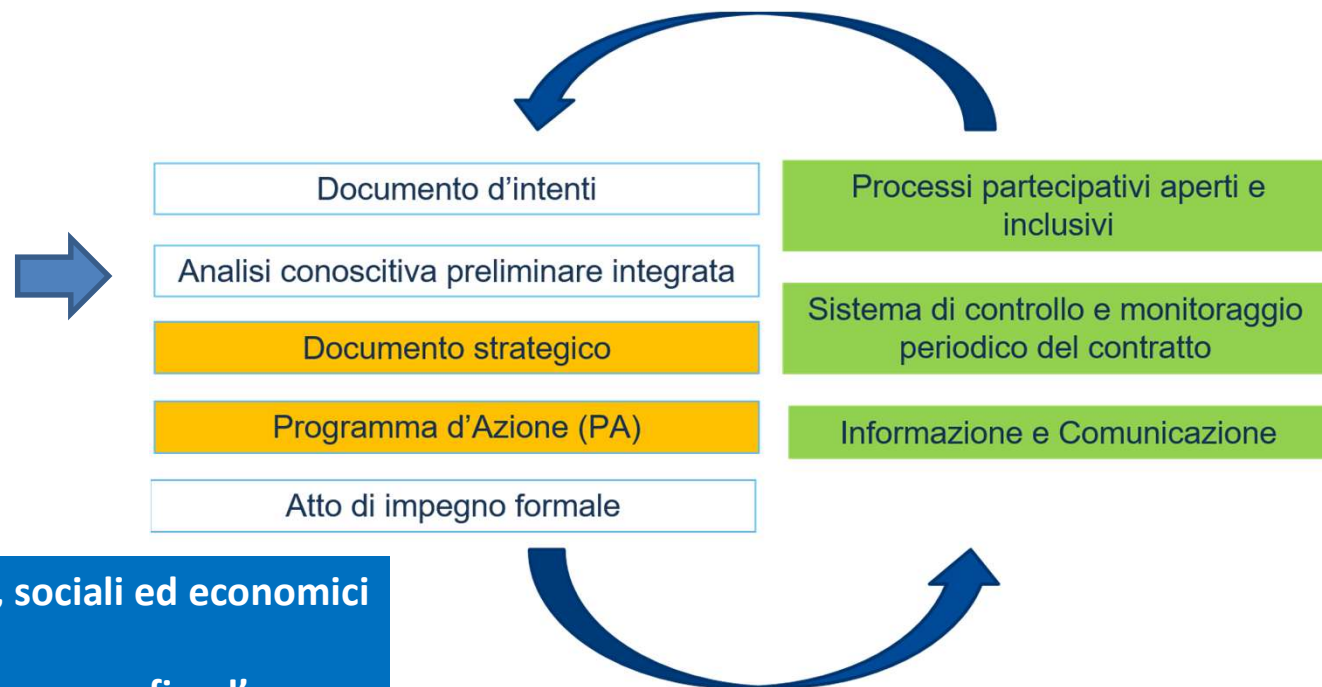 Documento d'intenti
Analisi conoscitiva preliminare integrata
Documento strategico
Programma d'Azione (PA)
Atto di impegno formale
Processi partecipativi aperti e
inclusivi
Sistema di controllo e monitoraggio
periodico del contratto
Informazione e Comunicazione
, sociali ed economici